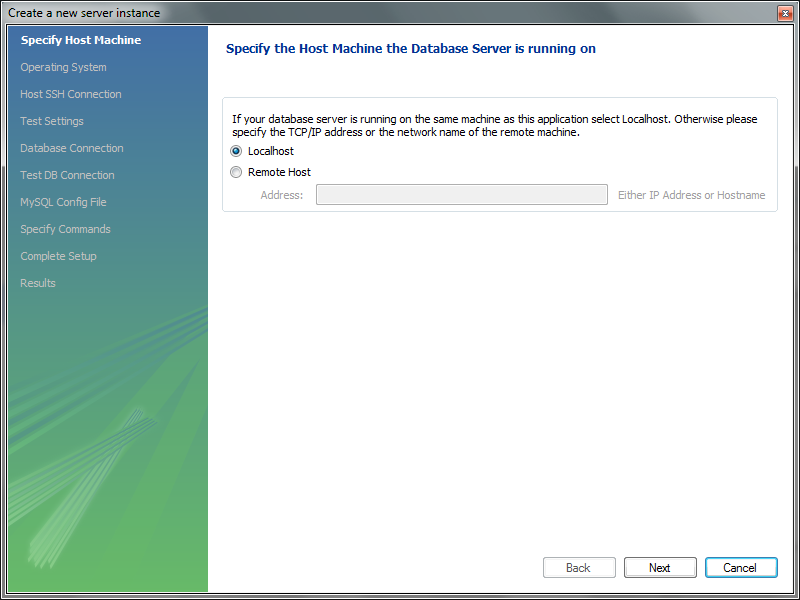 Create a new server instance
Specify Host Machine
Operating System
Host SSH Connection
Test Settings
Database Connection
Test DB Connection
MySQL Config File
Specify Commands
Complete Setup
Results
Specify the Host Machine the Database Server is running on
If your database server is running on the same machine as this application select Localhost. Otherwise please
specify the TCP/IP address or the network name of the remote machine.
Localhost
Remote Host
Address: Either IP Address or Hostname
Back Next Cancel